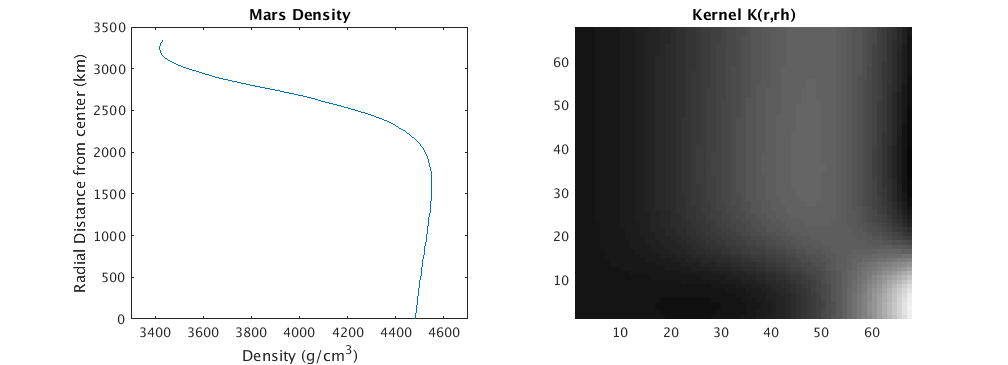 Mars Density
Radial Distance from center (km)
3500
3000
2500
2000
1500
1000
500
0
3400 3600 3800 4000 4200 4400 4600
Density (g/cm³)
Kernel K(r,rh)
60
50
40
30
20
10
10 20 30 40 50 60